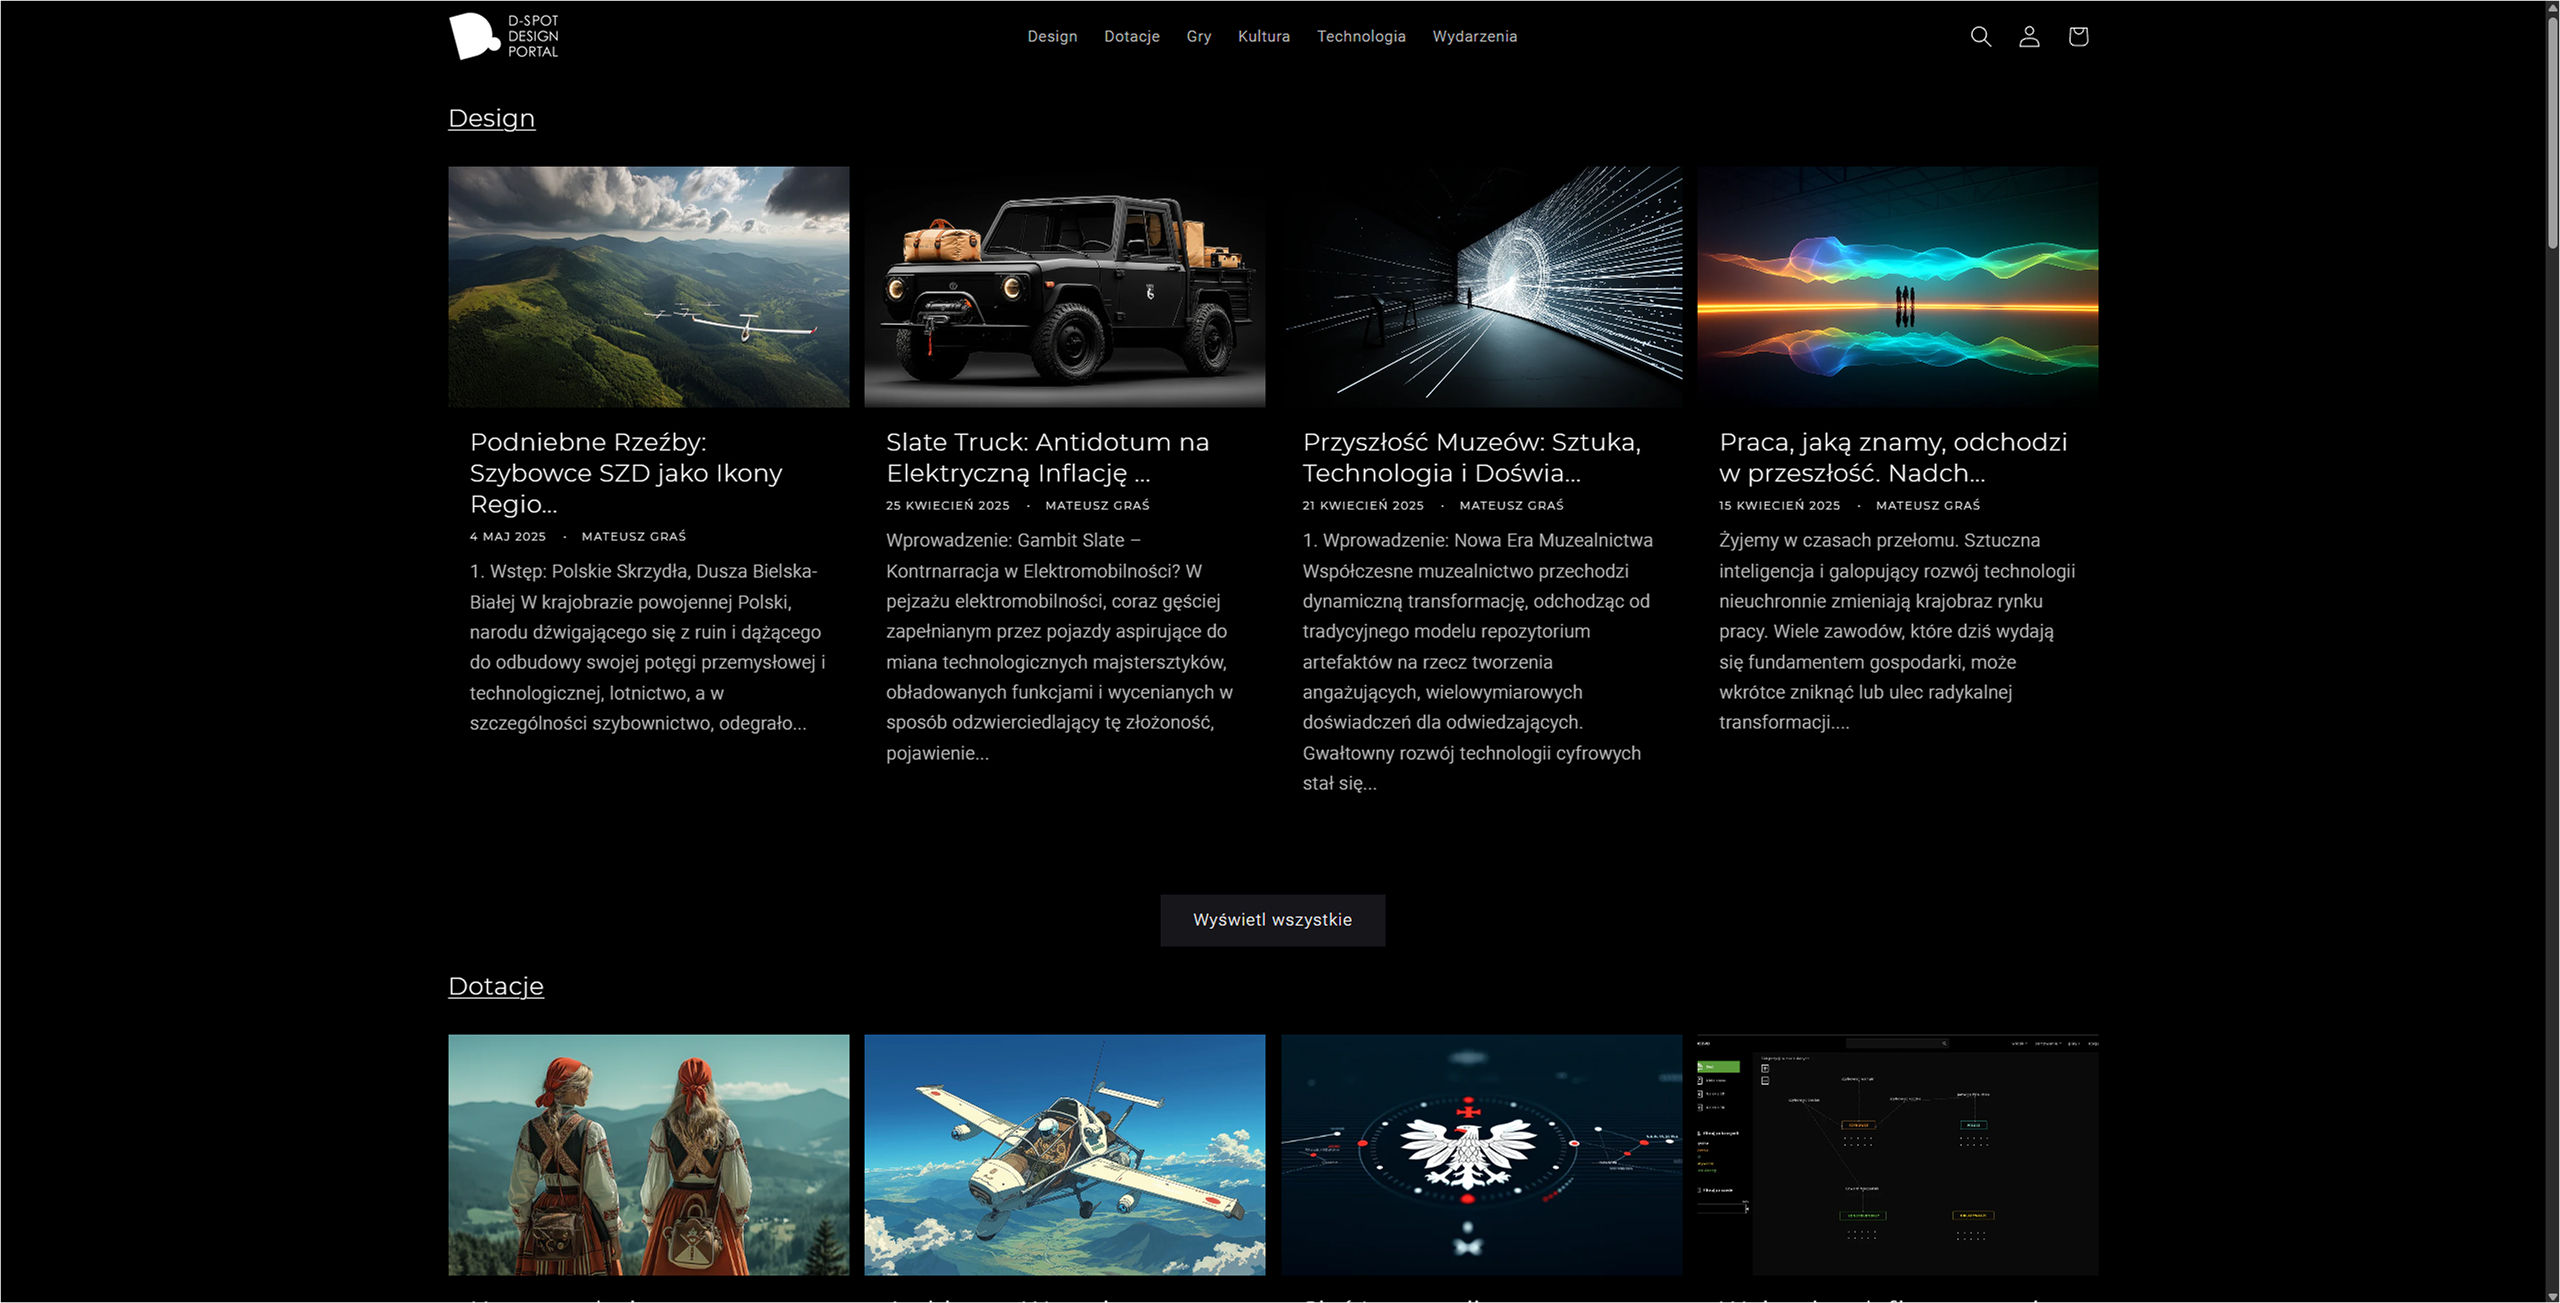 D-SPOT
DESIGN
PORTAL
Design Dotacje Gry Kultura Technologia Wydarzenia
Design
Podniebne Rzeźby:
Szybowce SZD jako Ikony
Regio...
4 MAJ 2025 · MATEUSZ GRAŚ
1. Wstęp: Polskie Skrzydła, Dusza Bielska-
Białej W krajobrazie powojennej Polski,
narodu dźwigającego się z ruin i dążącego
do odbudowy swojej potęgi przemysłowej i
technologicznej, lotnictwo, a w
szczególności szybownictwo, odegrało...
Slate Truck: Antidotum na
Elektryczną Inflację ...
25 KWIECIEŃ 2025 · MATEUSZ GRAŚ
Wprowadzenie: Gambit Slate –
Kontrnarracja w Elektromobilności? W
pejzażu elektromobilności, coraz gęściej
zapełnianym przez pojazdy aspirujące do
miana technologicznych majstersztyków,
obładowanych funkcjami i wycenianych w
sposób odzwierciedlający tę złożoność,
pojawienie...
Przyszłość Muzeów: Sztuka,
Technologia i Doświa...
21 KWIECIEŃ 2025 · MATEUSZ GRAŚ
1. Wprowadzenie: Nowa Era Muzealnictwa
Współczesne muzealnictwo przechodzi
dynamiczną transformację, odchodząc od
tradycyjnego modelu repozytorium
artefaktów na rzecz tworzenia
angażujących, wielowymiarowych
doświadczeń dla odwiedzających.
Gwałtowny rozwój technologii cyfrowych
stał się...
Praca, jaką znamy, odchodzi
w przeszłość. Nadch...
15 KWIECIEŃ 2025 · MATEUSZ GRAŚ
Żyjemy w czasach przełomu. Sztuczna
inteligencja i galopujący rozwój technologii
nieuchronnie zmieniają krajobraz rynku
pracy. Wiele zawodów, które dziś wydają
się fundamentem gospodarki, może
wkrótce zniknąć lub ulec radykalnej
transformacji....
Wyświetl wszystkie
Dotacje